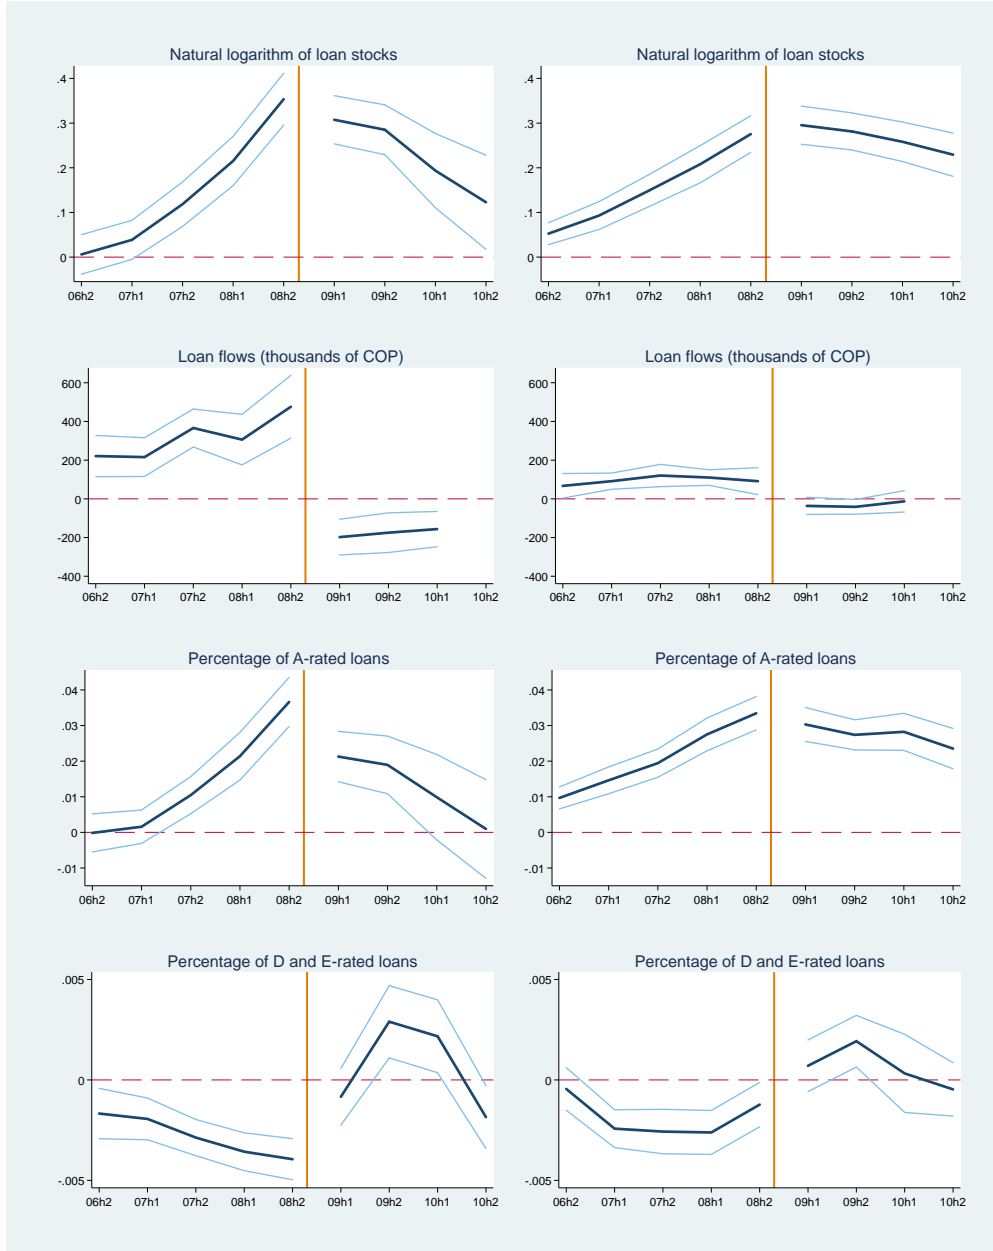 Natural logarithm of loan stocks
.4
.3
.2
.1
0
06h2 07h1 07h2 08h1 08h2 09h1 09h2 10h1 10h2
Natural logarithm of loan stocks
.4
.3
.2
.1
0
06h2 07h1 07h2 08h1 08h2 09h1 09h2 10h1 10h2
Loan flows (thousands of COP)
600
400
200
0
-200
-400
06h2 07h1 07h2 08h1 08h2 09h1 09h2 10h1 10h2
Loan flows (thousands of COP)
600
400
200
0
-200
-400
06h2 07h1 07h2 08h1 08h2 09h1 09h2 10h1 10h2
Percentage of A-rated loans
.04
.03
.02
.01
0
-.01
06h2 07h1 07h2 08h1 08h2 09h1 09h2 10h1 10h2
Percentage of A-rated loans
.04
.03
.02
.01
0
-.01
06h2 07h1 07h2 08h1 08h2 09h1 09h2 10h1 10h2
Percentage of D and E-rated loans
.005
0
-.005
06h2 07h1 07h2 08h1 08h2 09h1 09h2 10h1 10h2
Percentage of D and E-rated loans
.005
0
-.005
06h2 07h1 07h2 08h1 08h2 09h1 09h2 10h1 10h2